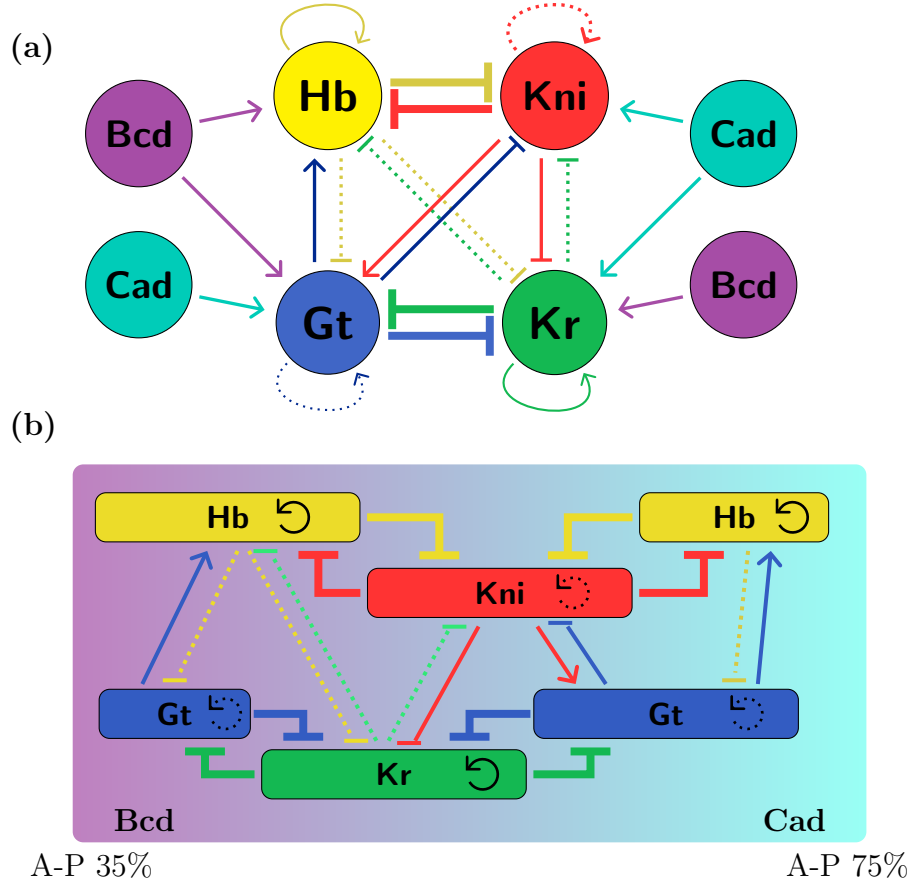 (a)
Hb
Kni
Bcd
Cad
Cad
Bcd
Gt
Kr
(b)
Hb
Hb
Kni
Gt
Gt
Kr
Bcd
Cad
A-P 35%
A-P 75%